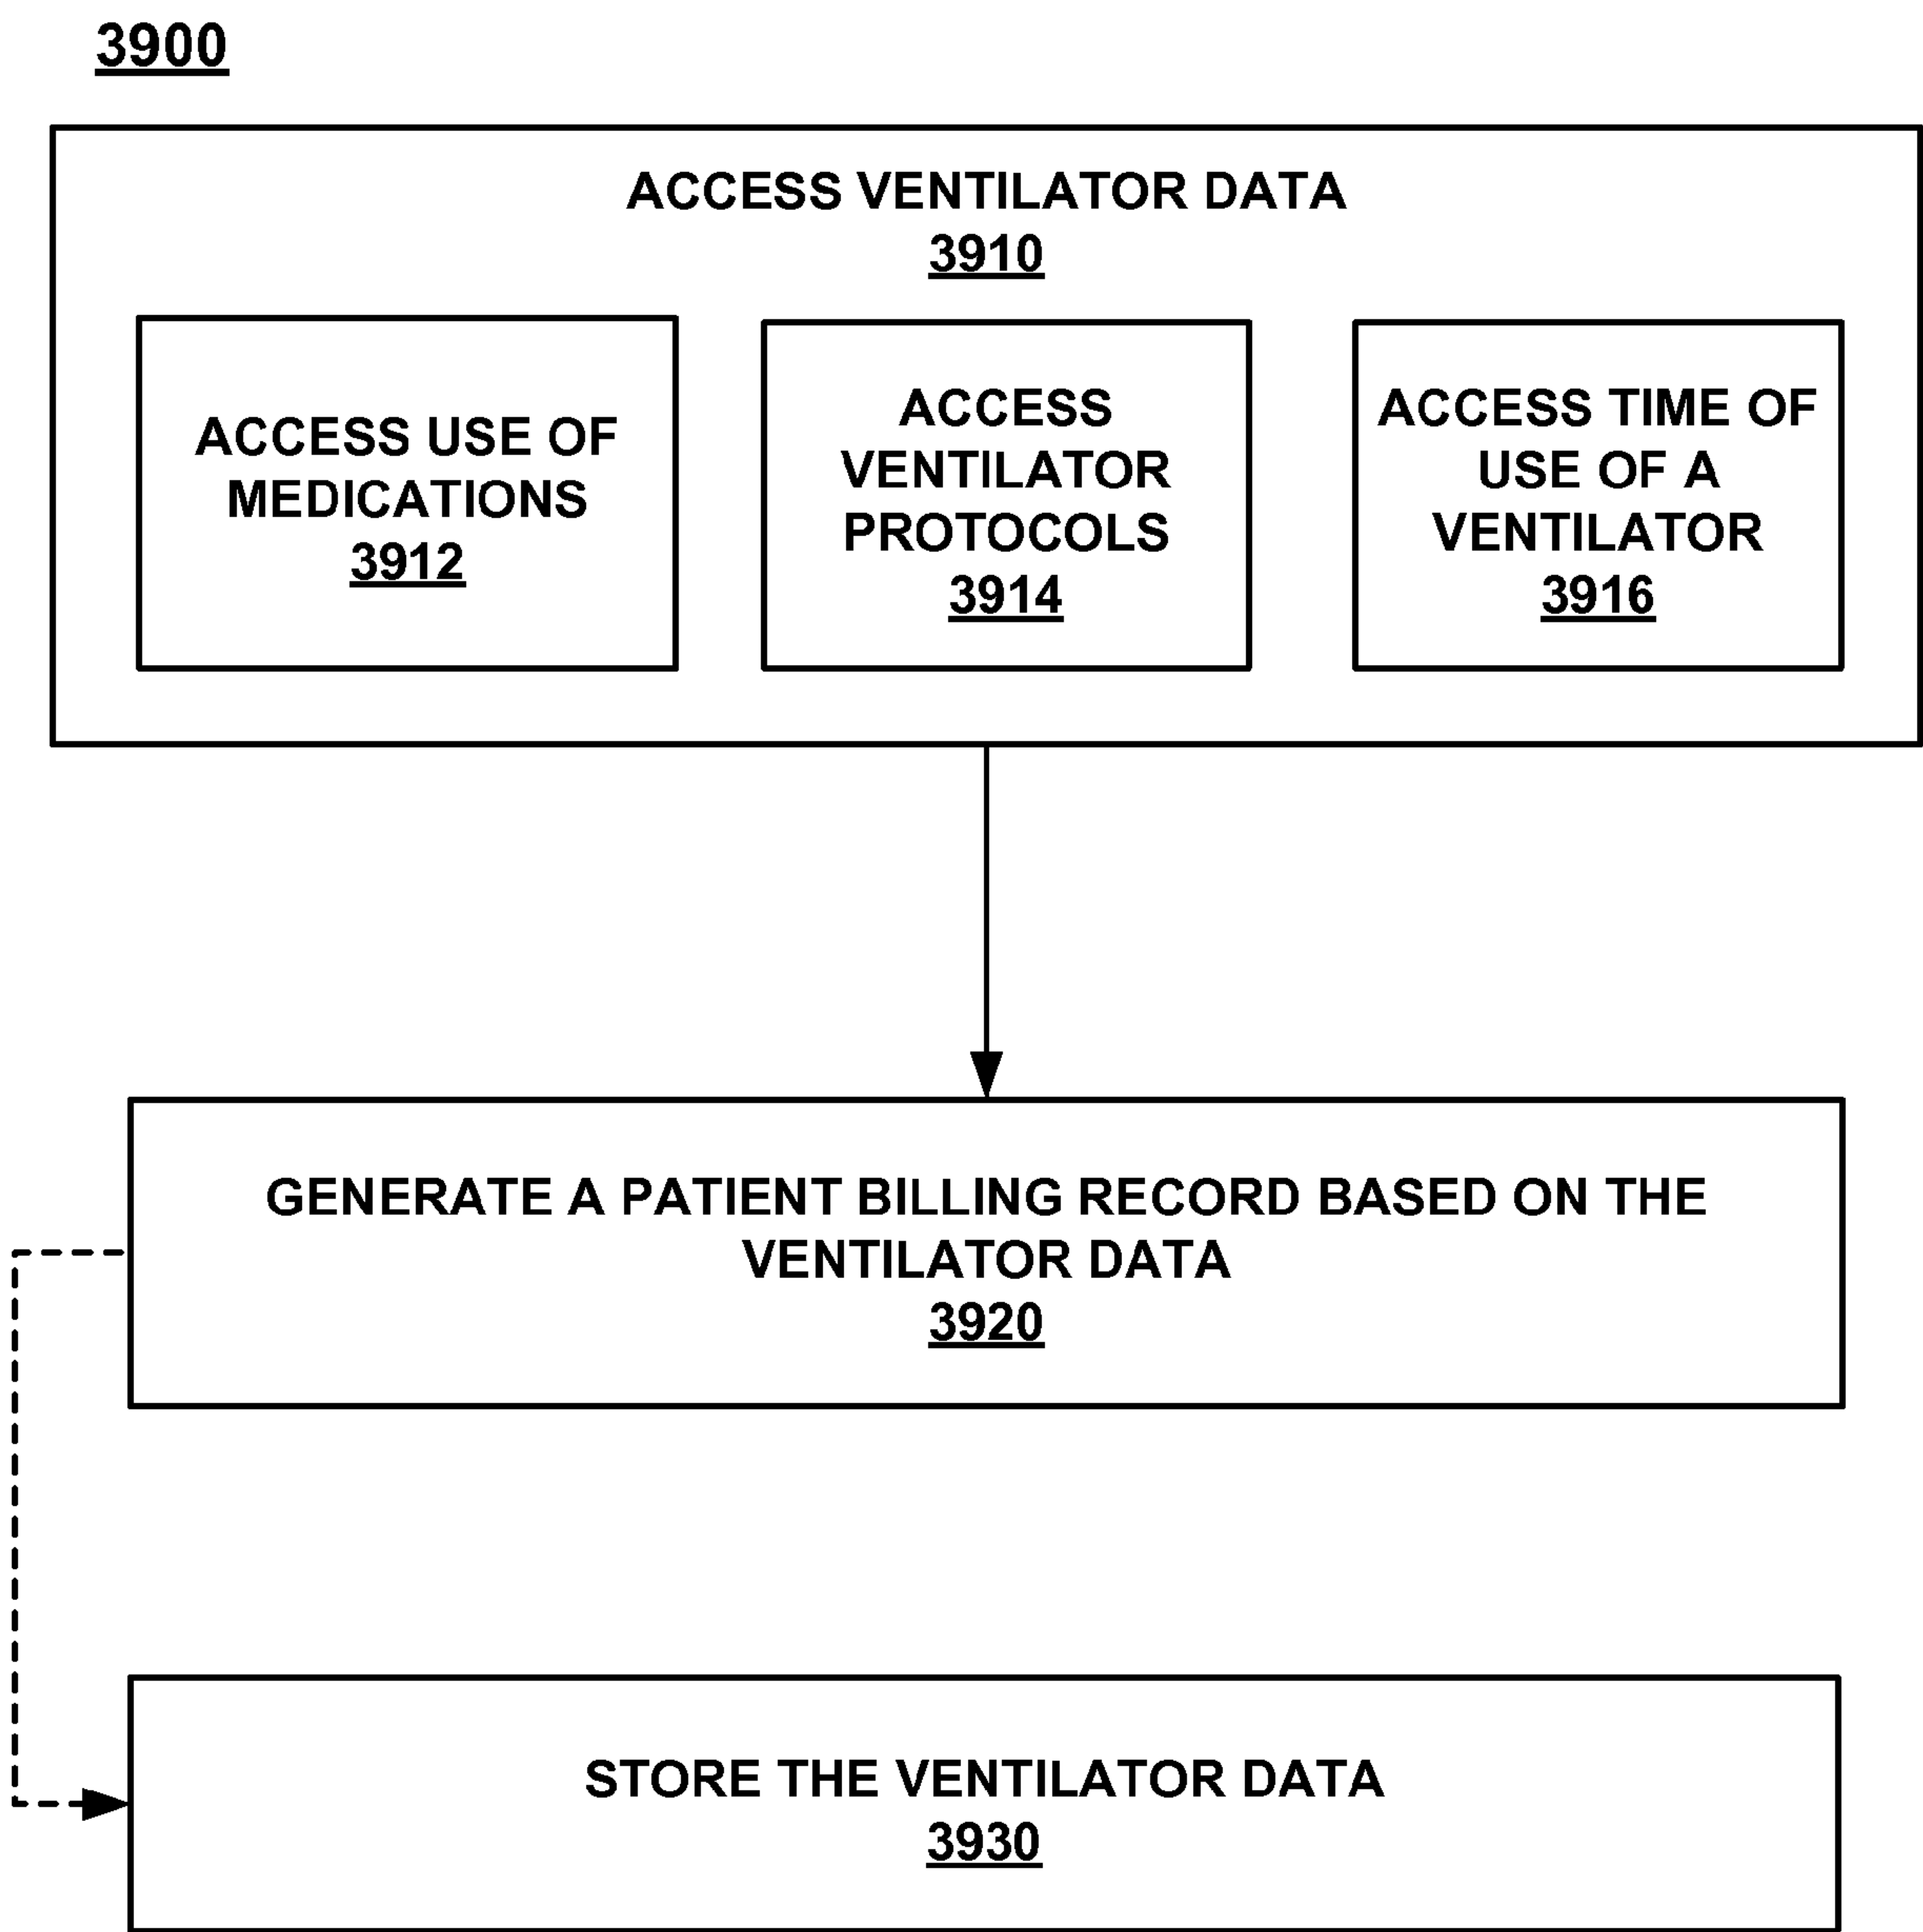 3900
ACCESS VENTILATOR DATA
3910
ACCESS USE OF
MEDICATIONS
3912
ACCESS
VENTILATOR
PROTOCOLS
3914
ACCESS TIME OF
USE OF A
VENTILATOR
3916
GENERATE A PATIENT BILLING RECORD BASED ON THE
VENTILATOR DATA
3920
STORE THE VENTILATOR DATA
3930